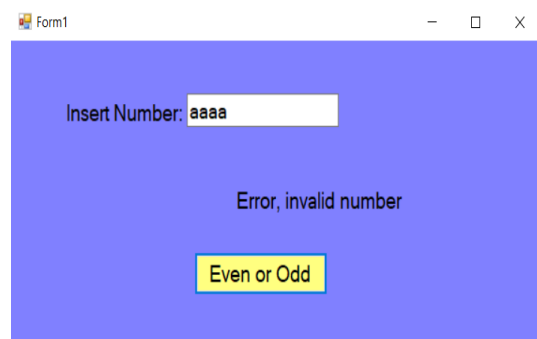 Form1
Insert Number: aaaa
Error, invalid number
Even or Odd